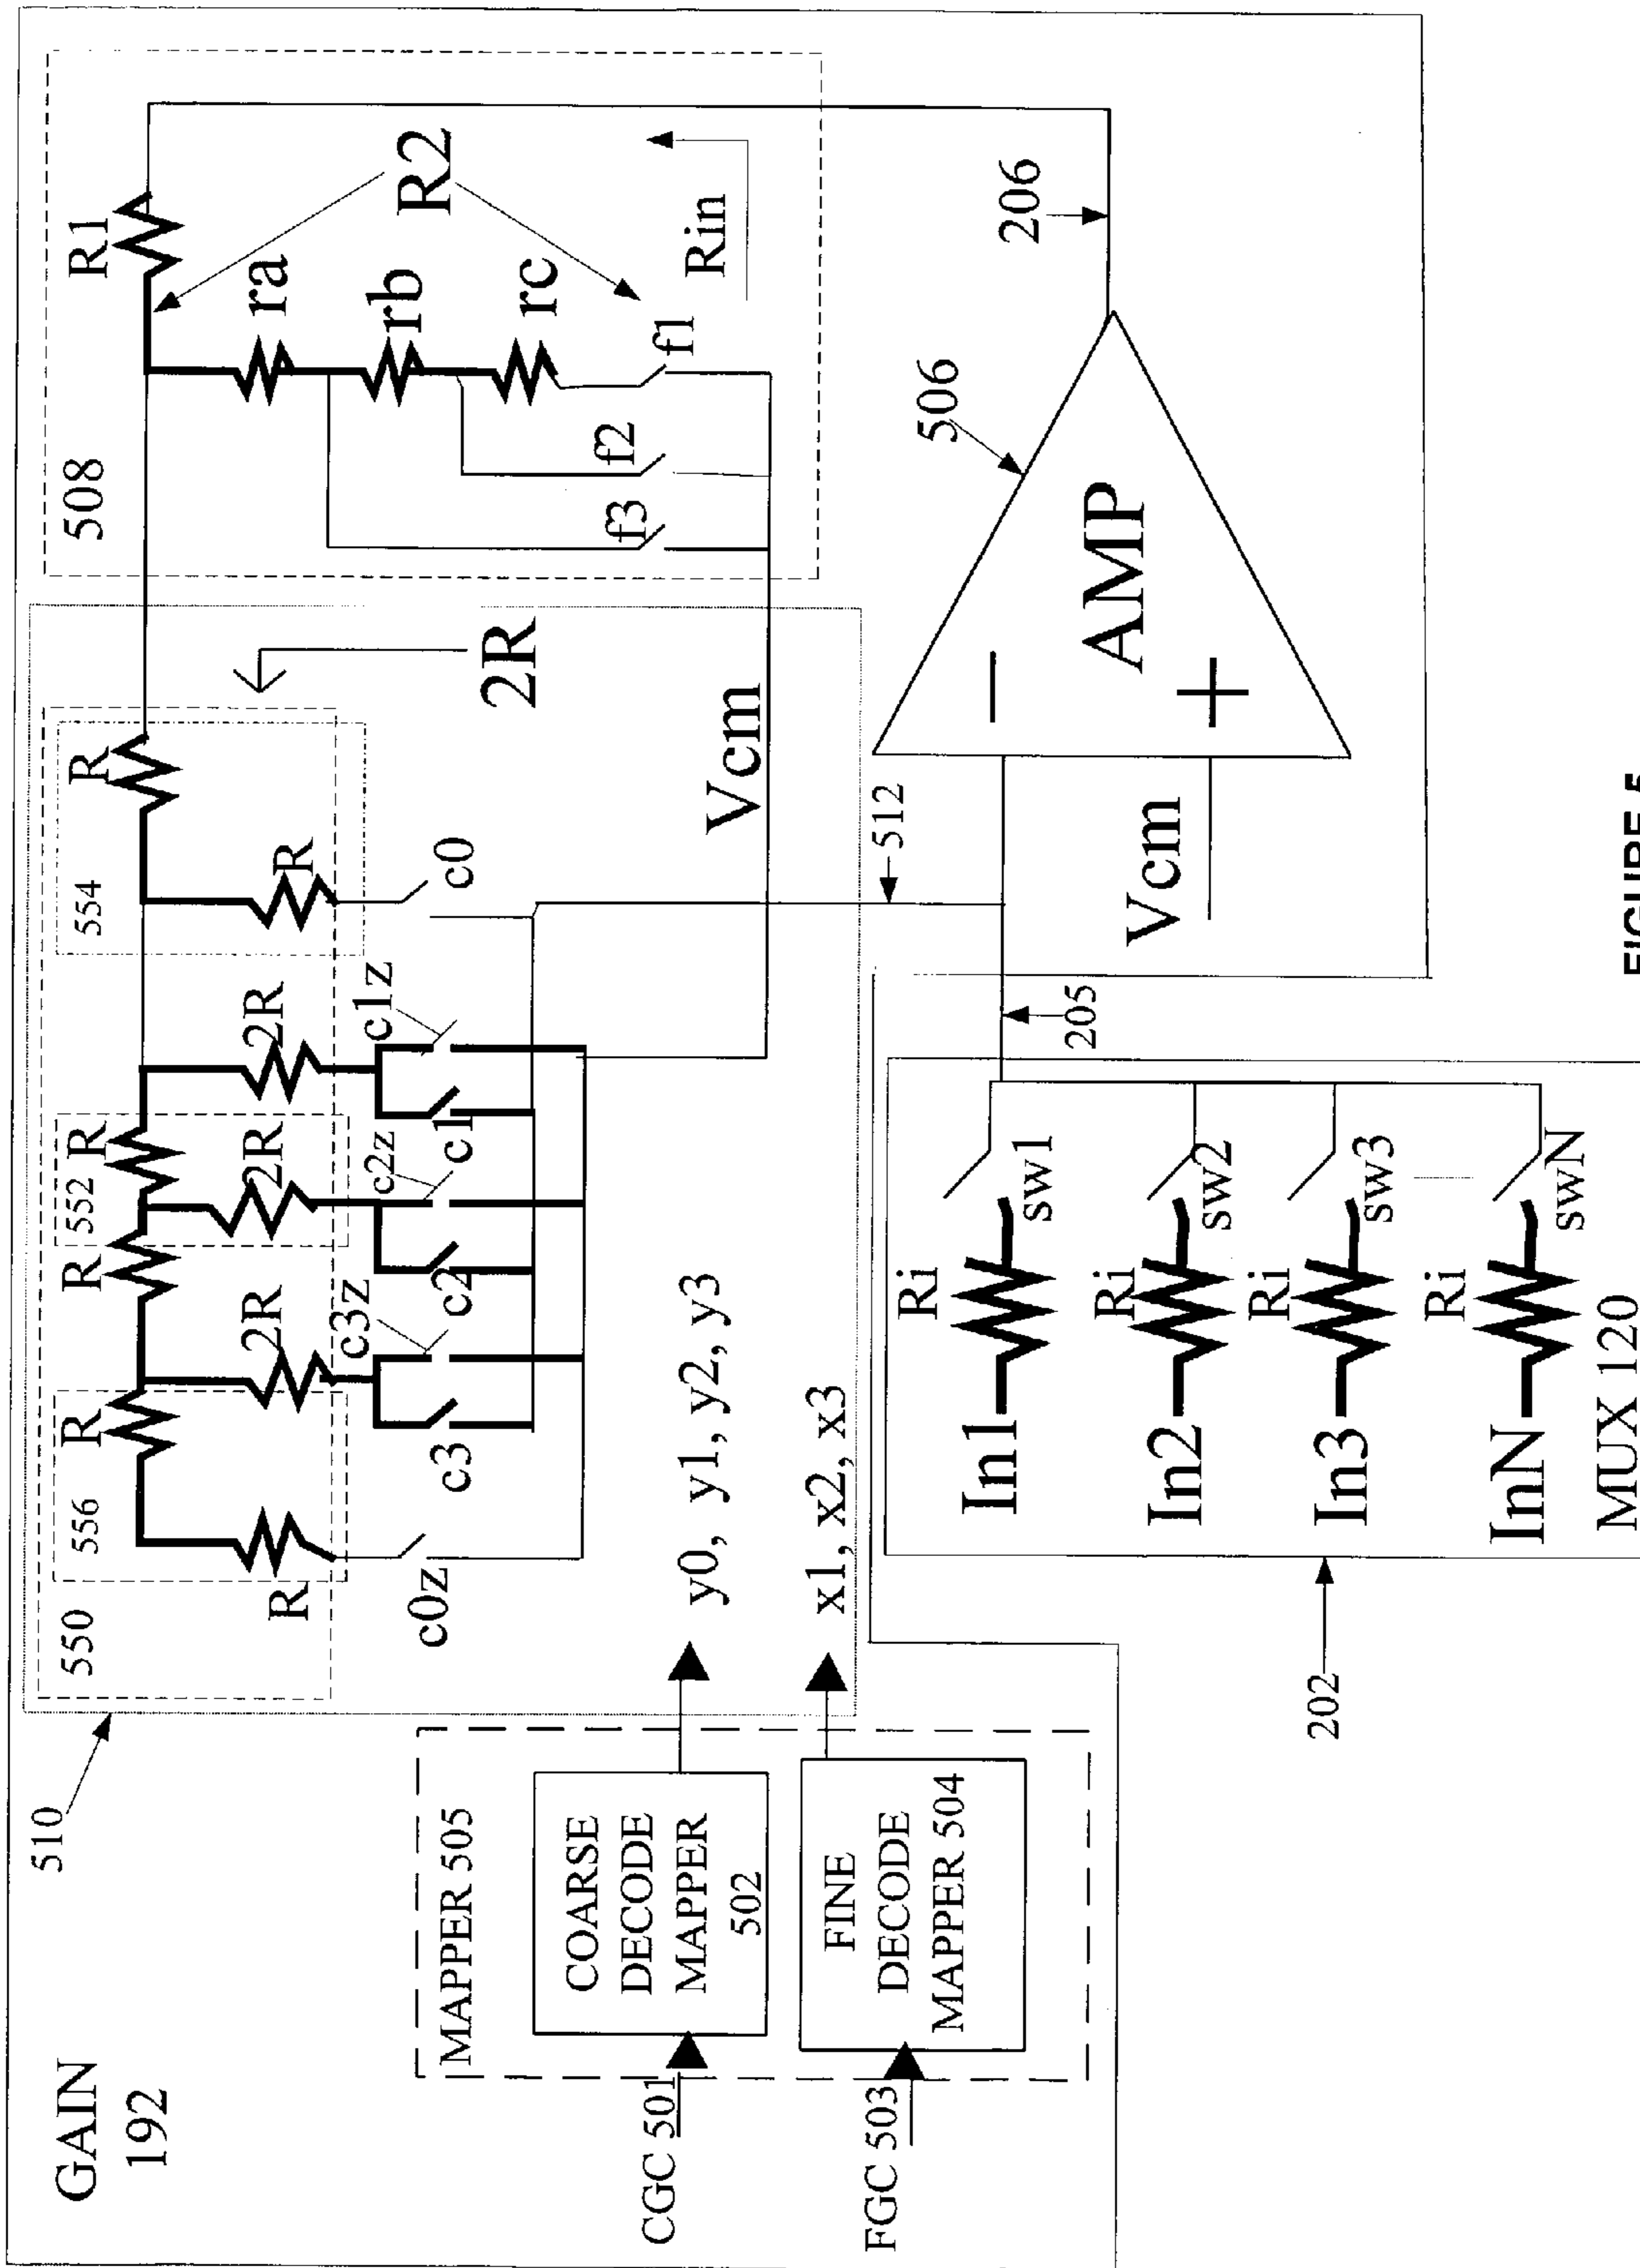 GAIN
192
510
550
556
552
554
508
R
R
R
R
R
2R
2R
2R
R
2R
R1
R2
ra
rb
rc
Rin
f3
f2
f1
c0z
c3
c3z
c2
c2z
c1
c1z
c0
Vcm
MAPPER 505
COARSE
DECODE
MAPPER
502
FINE
DECODE
MAPPER 504
CGC 501
FGC 503
y0, y1, y2, y3
x1, x2, x3
512
205
506
206
AMP
−
+
Vcm
202
In1
Ri
sw1
In2
Ri
sw2
In3
Ri
sw3
InN
Ri
swN
MUX 120
FIGURE 5